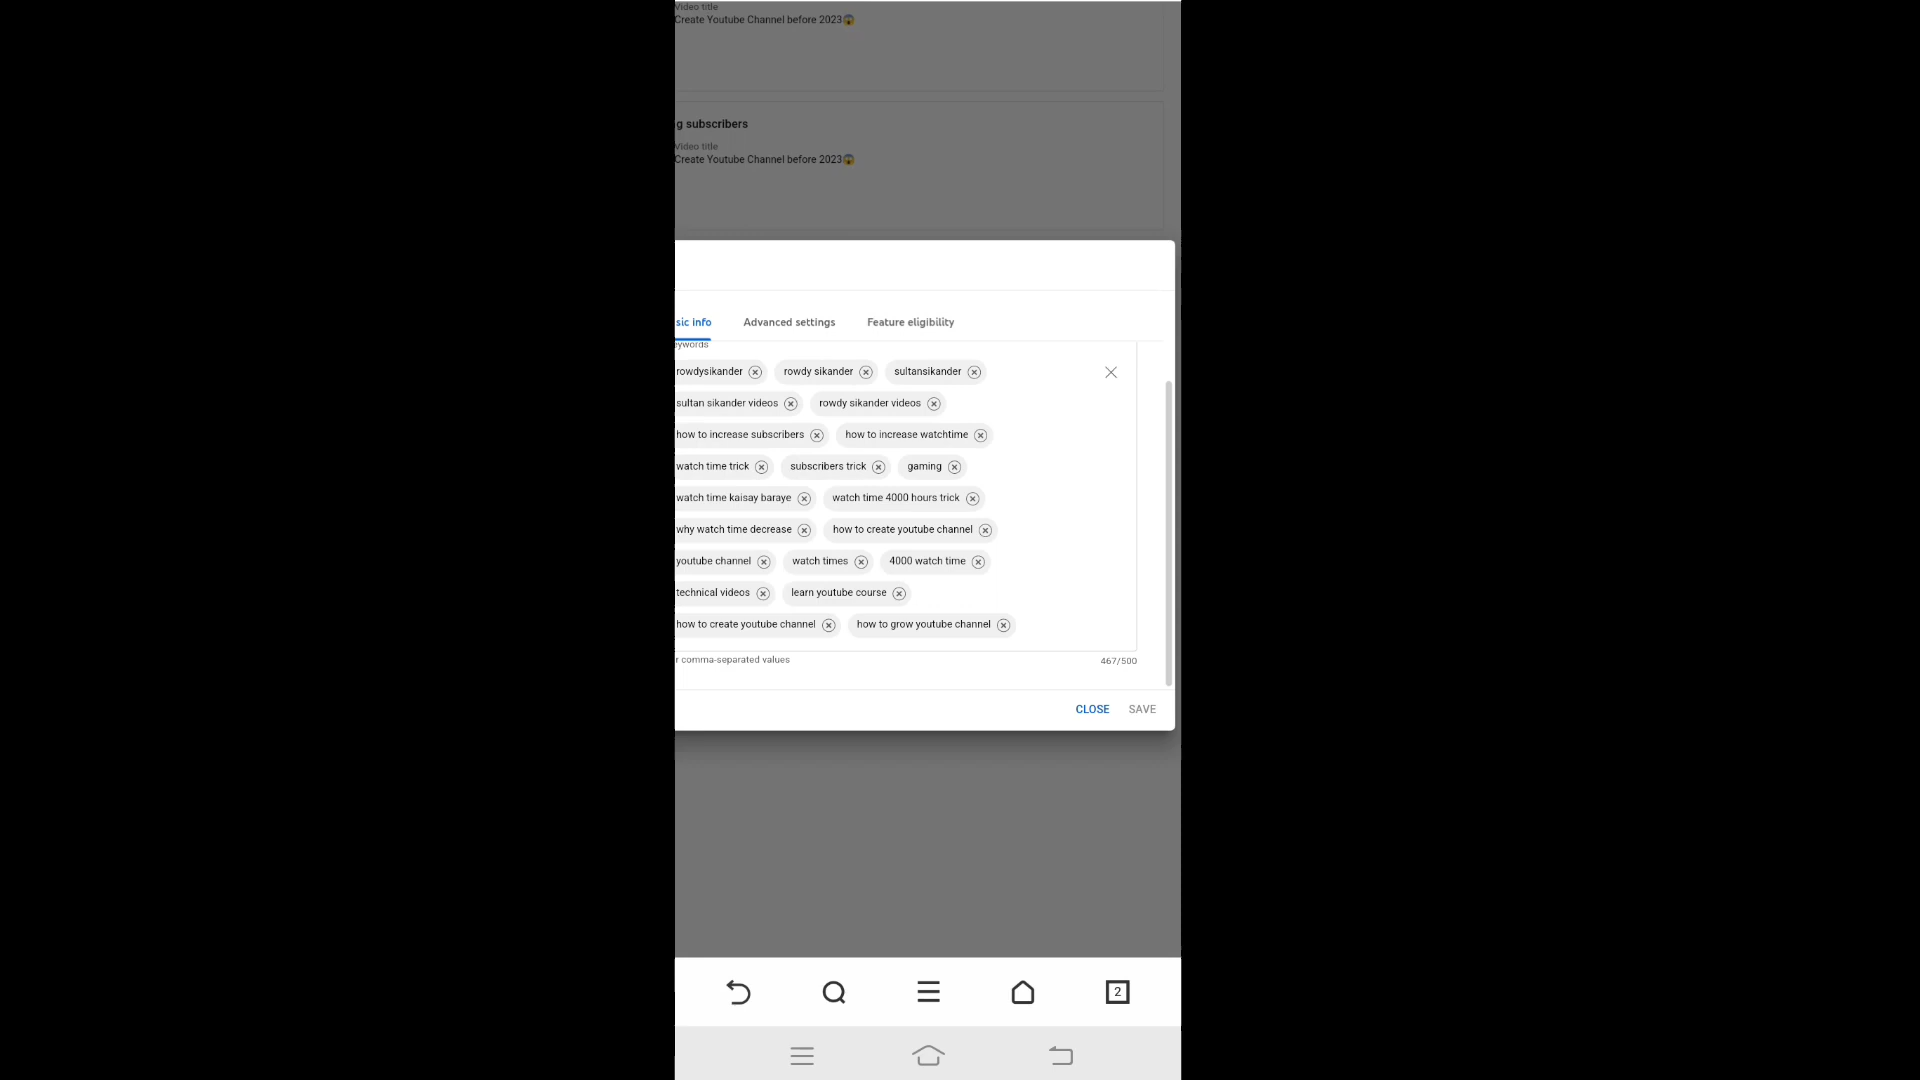 Video title
Create Youtube Channel before 2023😱
g subscribers
Video title
Create Youtube Channel before 2023😱
sic info Advanced settings Feature eligibility
eywords
rowdysikander rowdy sikander sultansikander
sultan sikander videos rowdy sikander videos
how to increase subscribers how to increase watchtime
watch time trick subscribers trick gaming
watch time kaisay baraye watch time 4000 hours trick
why watch time decrease how to create youtube channel
youtube channel watch times 4000 watch time
technical videos learn youtube course
how to create youtube channel how to grow youtube channel
r comma-separated values 467/500
CLOSE SAVE
2